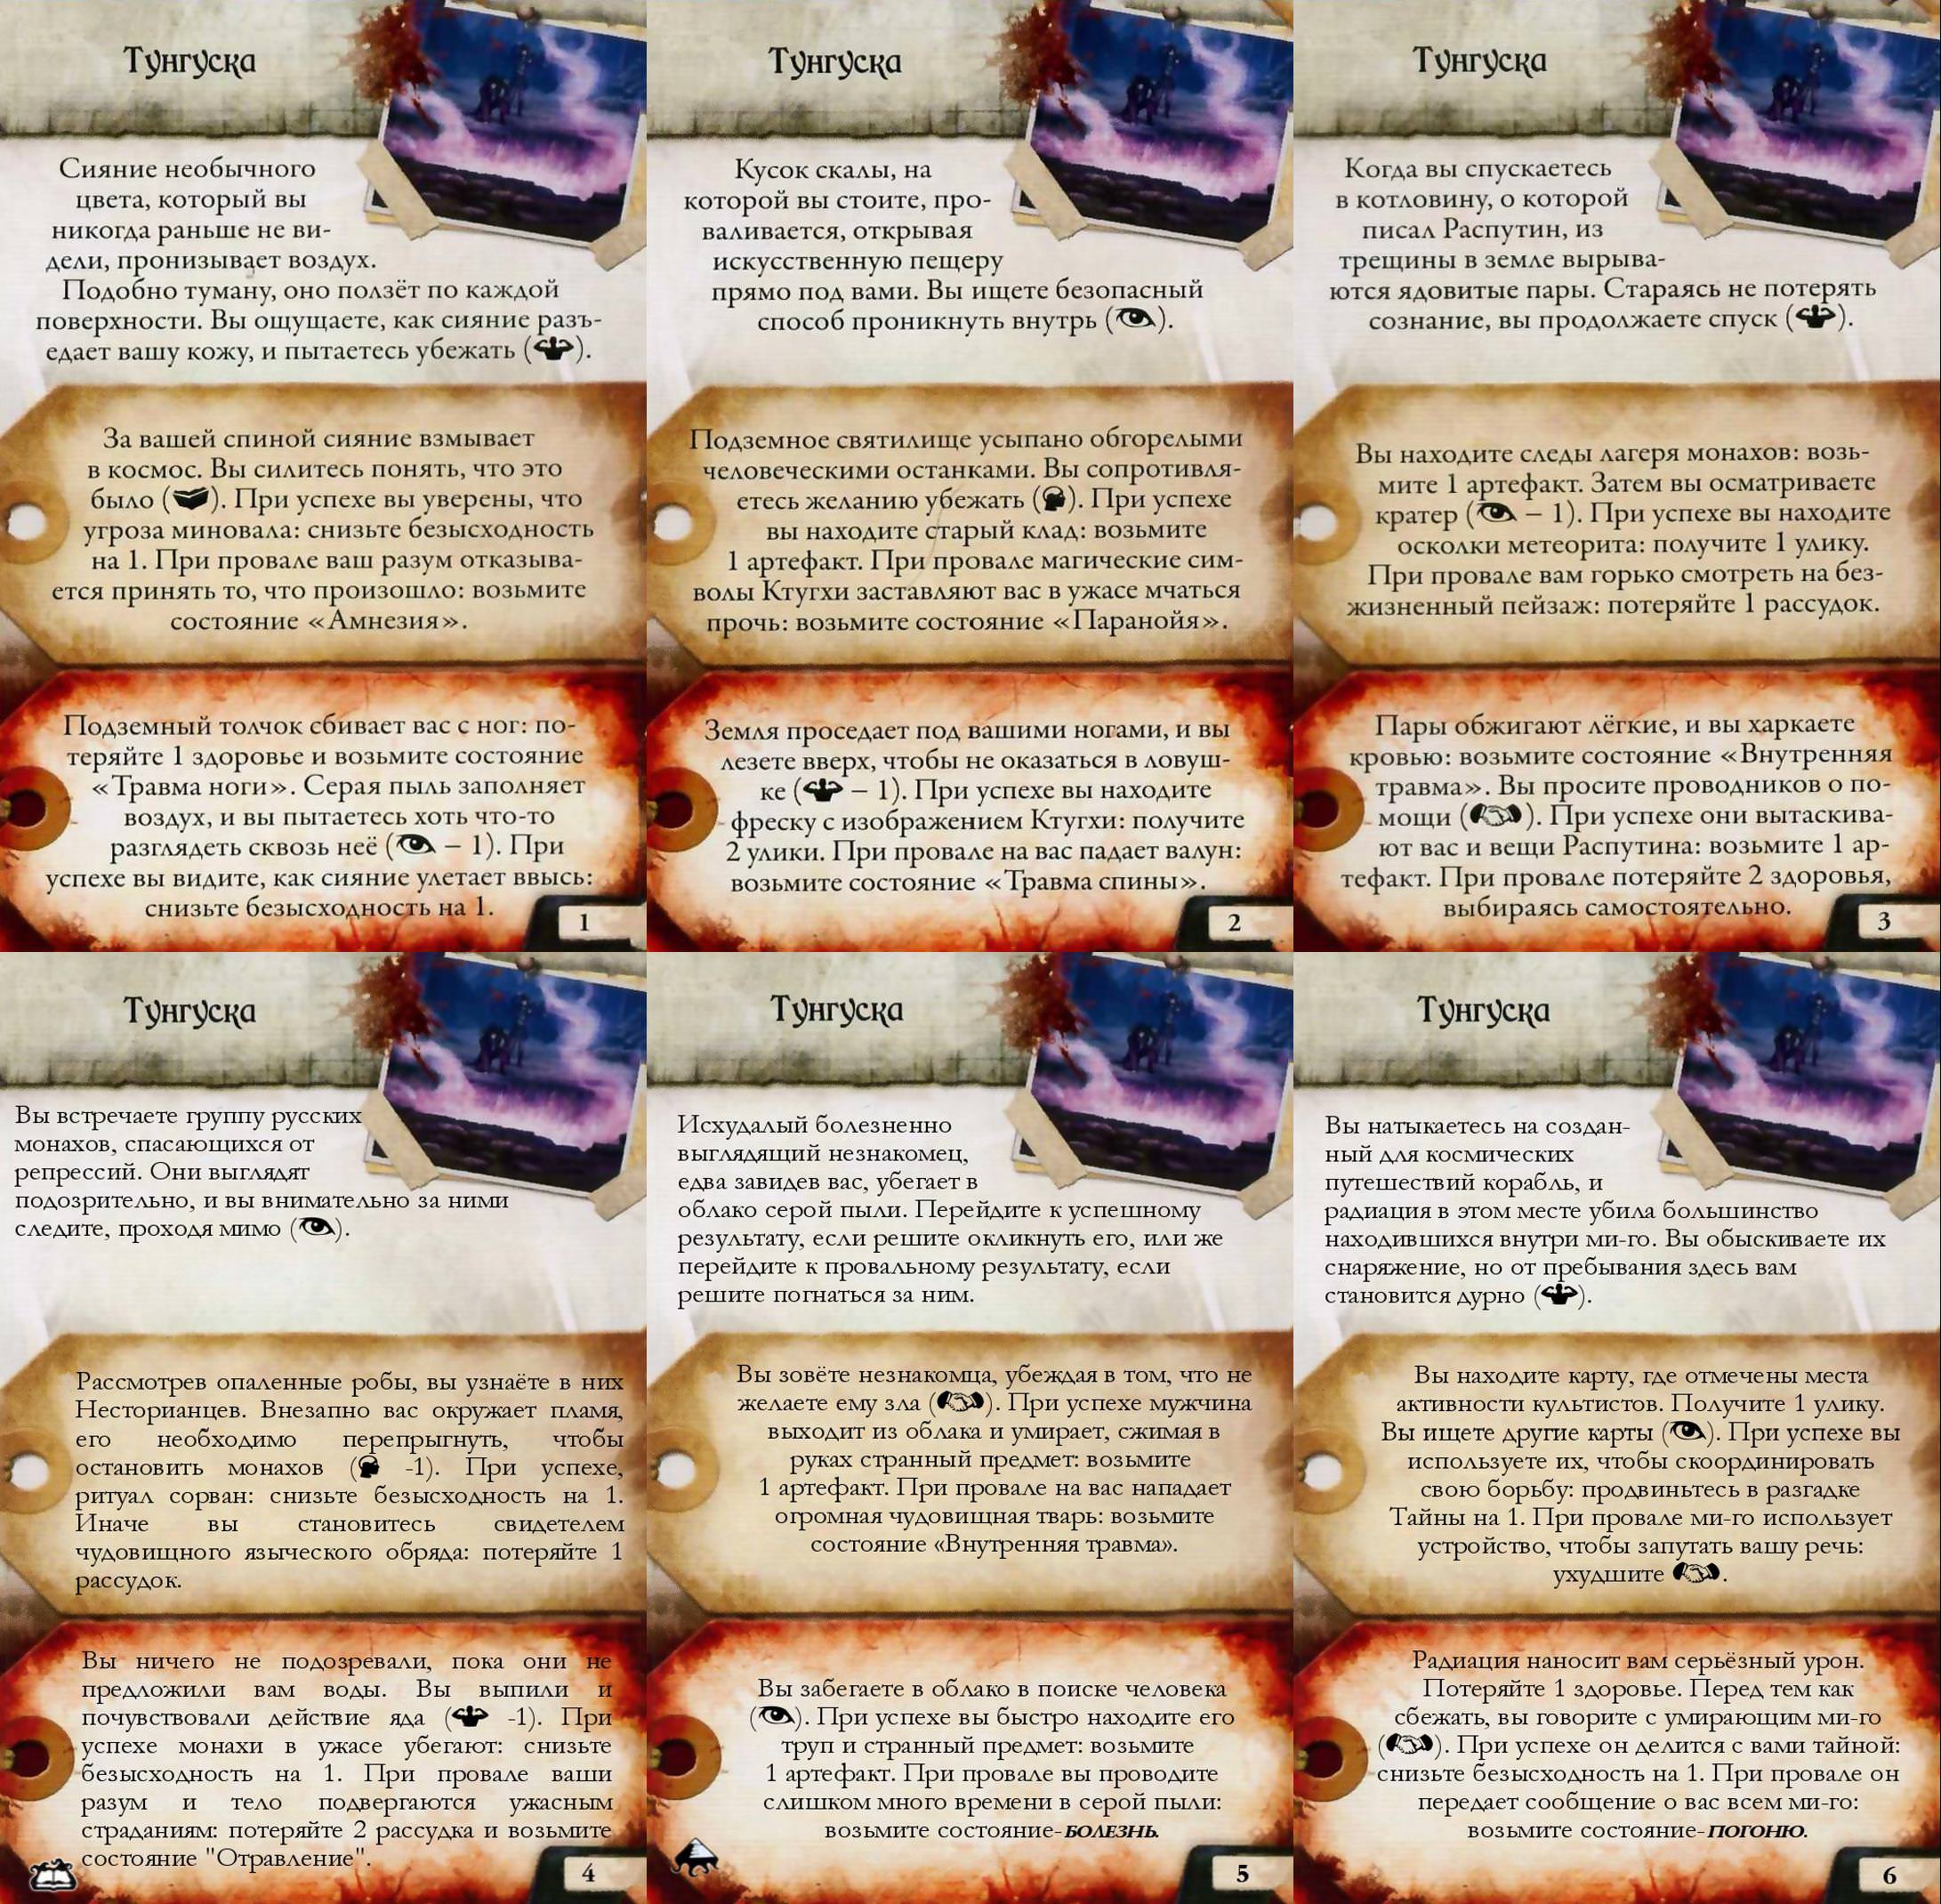 Тунгуска
Сияние необычного
цвета, который вы
никогда раньше не ви-
дели, пронизывает воздух.
Подобно туману, оно ползёт по каждой
поверхности. Вы ощущаете, как сияние разъ-
едает вашу кожу, и пытаетесь убежать ( ).
За вашей спиной сияние взмывает
в космос. Вы силитесь понять, что это
было ( ). При успехе вы уверены, что
угроза миновала: снизьте безысходность
на 1. При провале ваш разум отказыва-
ется принять то, что произошло: возьмите
состояние «Амнезия».
Подземный толчок сбивает вас с ног: по-
теряйте 1 здоровье и возьмите состояние
«Травма ноги». Серая пыль заполняет
воздух, и вы пытаетесь хоть что-то
разглядеть сквозь неё ( – 1). При
успехе вы видите, как сияние улетает ввысь:
снизьте безысходность на 1.
1
Тунгуска
Кусок скалы, на
которой вы стоите, про-
валивается, открывая
искусственную пещеру
прямо под вами. Вы ищете безопасный
способ проникнуть внутрь ( ).
Подземное святилище усыпано обгорелыми
человеческими останками. Вы сопротивля-
етесь желанию убежать ( ). При успехе
вы находите старый клад: возьмите
1 артефакт. При провале магические сим-
волы Ктугхи заставляют вас в ужасе мчаться
прочь: возьмите состояние «Паранойя».
Земля проседает под вашими ногами, и вы
лезете вверх, чтобы не оказаться в ловуш-
ке ( – 1). При успехе вы находите
фреску с изображением Ктугхи: получите
2 улики. При провале на вас падает валун:
возьмите состояние «Травма спины».
2
Тунгуска
Когда вы спускаетесь
в котловину, о которой
писал Распутин, из
трещины в земле вырыва-
ются ядовитые пары. Стараясь не потерять
сознание, вы продолжаете спуск ( ).
Вы находите следы лагеря монахов: возь-
мите 1 артефакт. Затем вы осматриваете
кратер ( – 1). При успехе вы находите
осколки метеорита: получите 1 улику.
При провале вам горько смотреть на без-
жизненный пейзаж: потеряйте 1 рассудок.
Пары обжигают лёгкие, и вы харкаете
кровью: возьмите состояние «Внутренняя
травма». Вы просите проводников о по-
мощи ( ). При успехе они вытаскива-
ют вас и вещи Распутина: возьмите 1 ар-
тефакт. При провале потеряйте 2 здоровья,
выбираясь самостоятельно.
3
Тунгуска
Вы встречаете группу русских
монахов, спасающихся от
репрессий. Они выглядят
подозрительно, и вы внимательно за ними
следите, проходя мимо ( ).
Рассмотрев опаленные робы, вы узнаёте в них
Несторианцев. Внезапно вас окружает пламя,
его необходимо перепрыгнуть, чтобы
остановить монахов ( -1). При успехе,
ритуал сорван: снизьте безысходность на 1.
Иначе вы становитесь свидетелем
чудовищного языческого обряда: потеряйте 1
рассудок.
Вы ничего не подозревали, пока они не
предложили вам воды. Вы выпили и
почувствовали действие яда ( -1). При
успехе монахи в ужасе убегают: снизьте
безысходность на 1. При провале ваши
разум и тело подвергаются ужасным
страданиям: потеряйте 2 рассудка и возьмите
состояние "Отравление".
4
Тунгуска
Исхудалый болезненно
выглядящий незнакомец,
едва завидев вас, убегает в
облако серой пыли. Перейдите к успешному
результату, если решите окликнуть его, или же
перейдите к провальному результату, если
решите погнаться за ним.
Вы зовёте незнакомца, убеждая в том, что не
желаете ему зла ( ). При успехе мужчина
выходит из облака и умирает, сжимая в
руках странный предмет: возьмите
1 артефакт. При провале на вас нападает
огромная чудовищная тварь: возьмите
состояние «Внутренняя травма».
Вы забегаете в облако в поиске человека
( ). При успехе вы быстро находите его
труп и странный предмет: возьмите
1 артефакт. При провале вы проводите
слишком много времени в серой пыли:
возьмите состояние-БОЛЕЗНЬ.
5
Тунгуска
Вы натыкаетесь на создан-
ный для космических
путешествий корабль, и
радиация в этом месте убила большинство
находившихся внутри ми-го. Вы обыскиваете их
снаряжение, но от пребывания здесь вам
становится дурно ( ).
Вы находите карту, где отмечены места
активности культистов. Получите 1 улику.
Вы ищете другие карты ( ). При успехе вы
используете их, чтобы скоординировать
свою борьбу: продвиньтесь в разгадке
Тайны на 1. При провале ми-го использует
устройство, чтобы запутать вашу речь:
ухудшите .
Радиация наносит вам серьёзный урон.
Потеряйте 1 здоровье. Перед тем как
сбежать, вы говорите с умирающим ми-го
( ). При успехе он делится с вами тайной:
снизьте безысходность на 1. При провале он
передает сообщение о вас всем ми-го:
возьмите состояние-ПОГОНЮ.
6